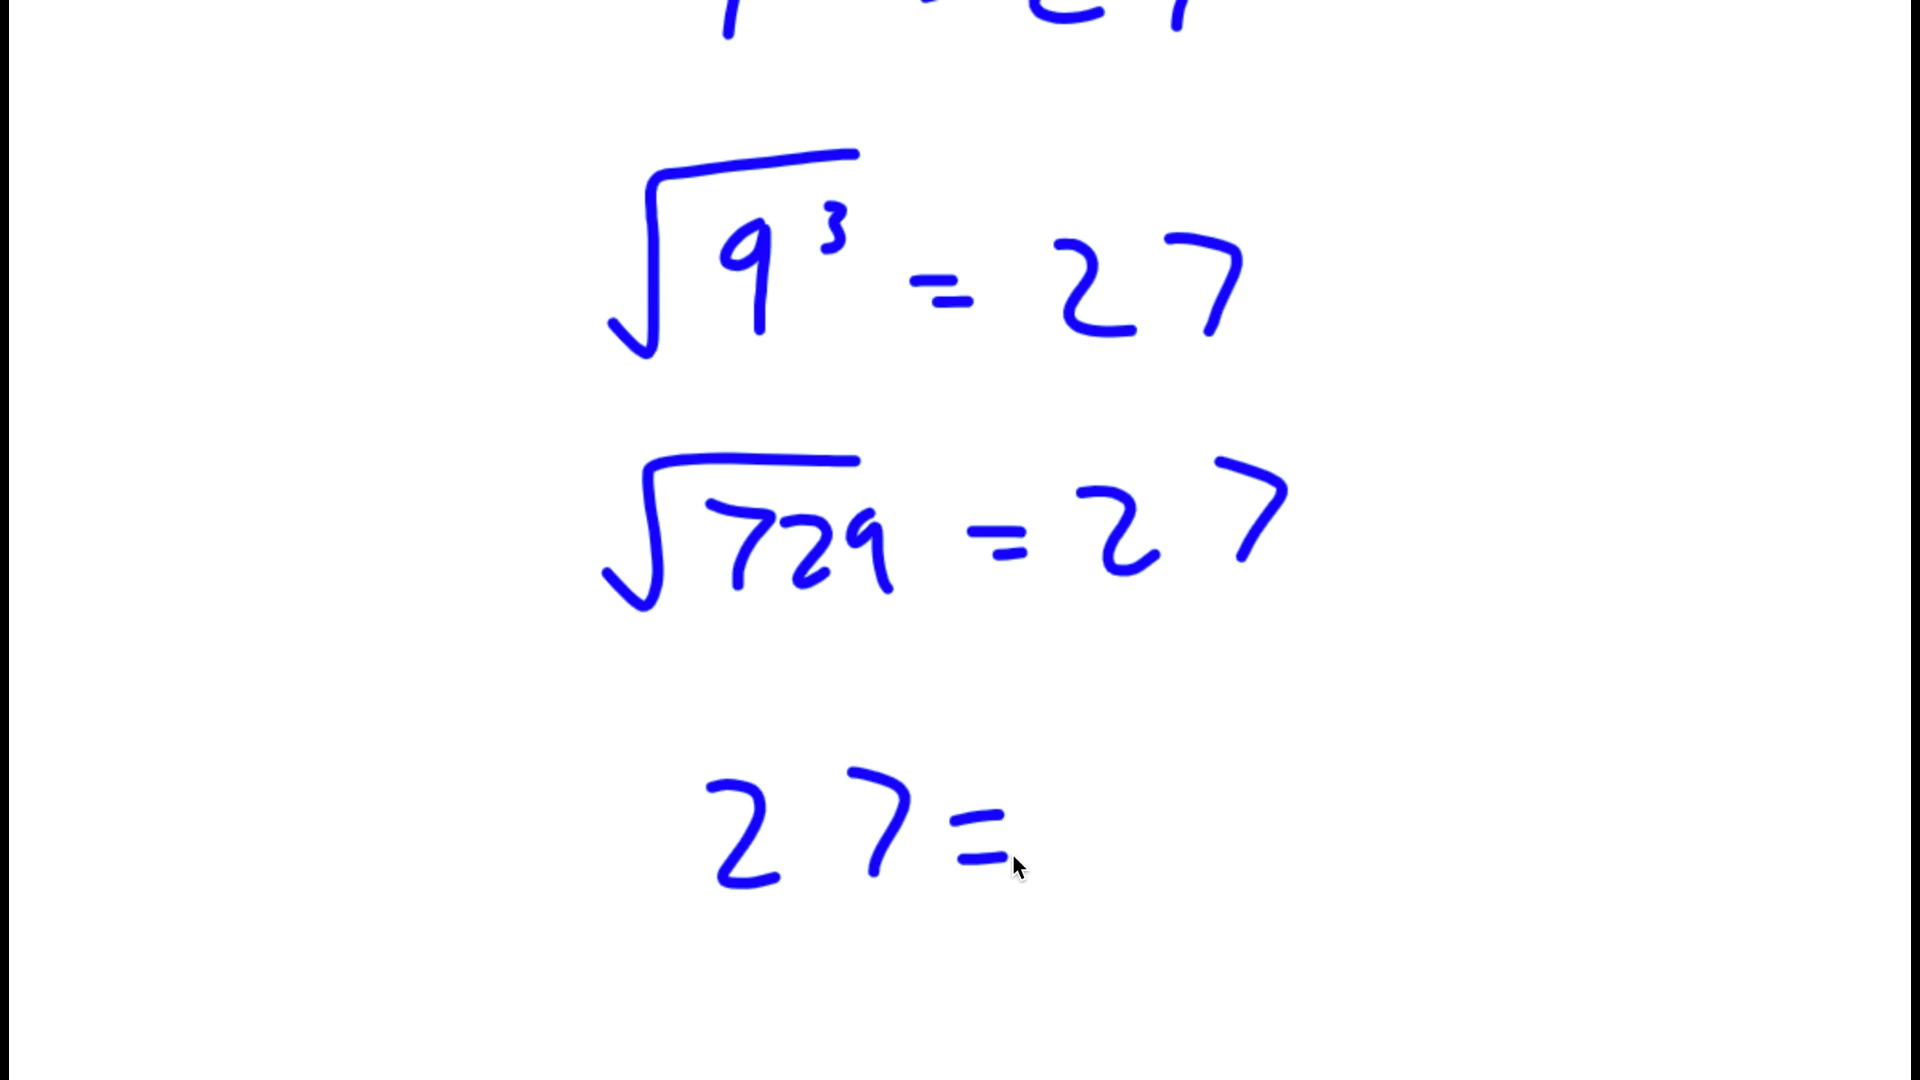 √9³ = 27
√729 = 27
27 =